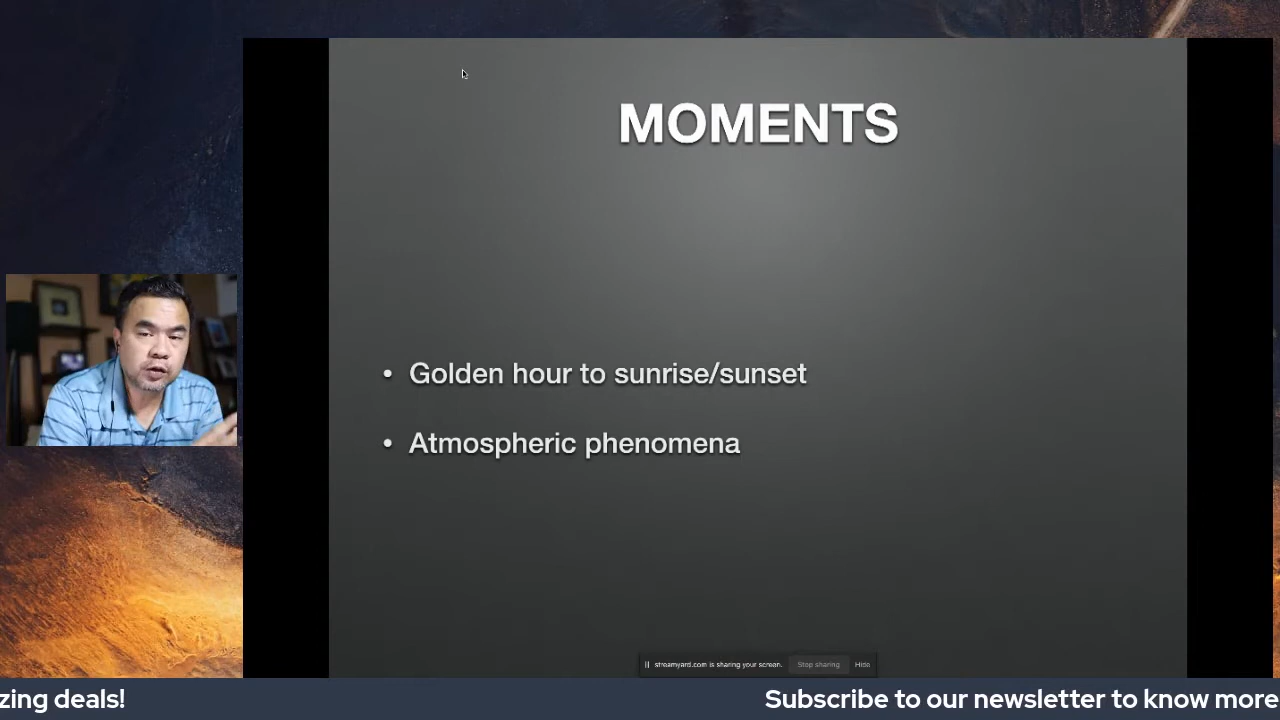 MOMENTS
• Golden hour to sunrise/sunset
• Atmospheric phenomena
streamyard.com is sharing your screen. Stop sharing Hide
zing deals! Subscribe to our newsletter to know more